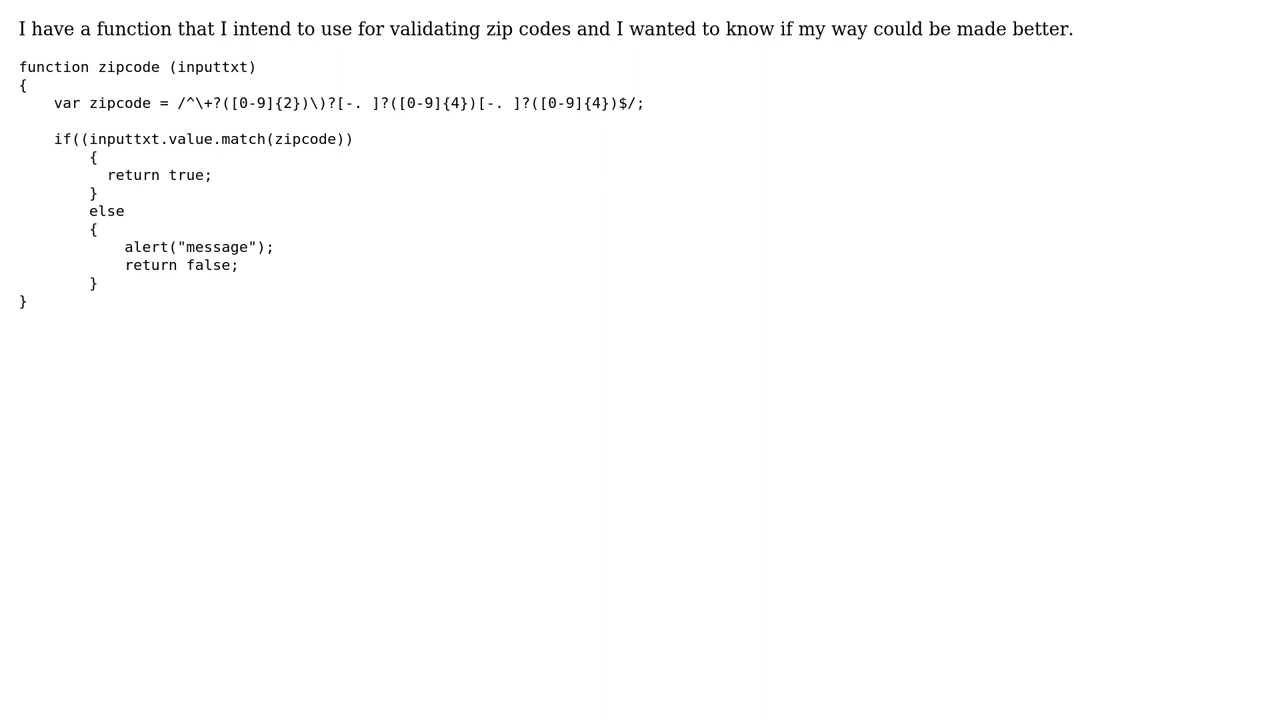 I have a function that I intend to use for validating zip codes and I wanted to know if my way could be made better.
function zipcode (inputtxt)
{
    var zipcode = /^\+?([0-9]{2})\)?[-. ]?([0-9]{4})[-. ]?([0-9]{4})$/;
    if((inputtxt.value.match(zipcode))
        {
          return true;
        }
        else
        {
            alert("message");
            return false;
        }
}